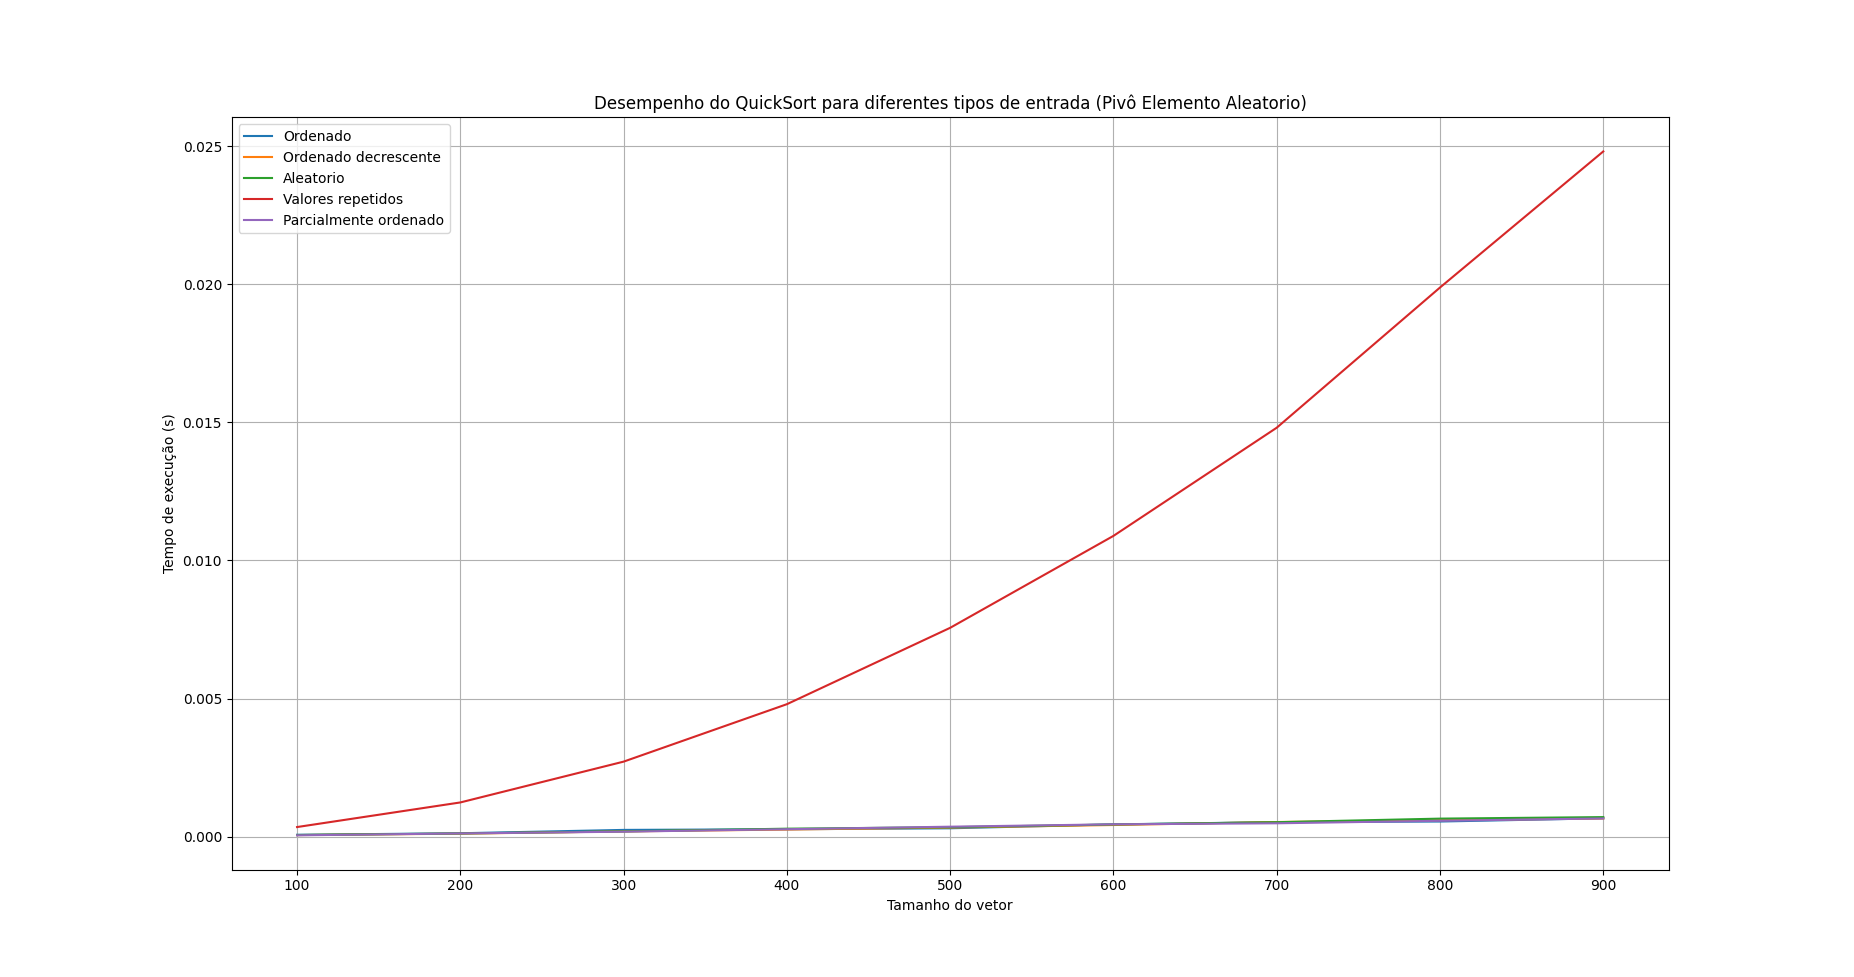 Desempenho do QuickSort para diferentes tipos de entrada (Pivô Elemento Aleatorio)
Ordenado
Ordenado decrescente
Aleatorio
Valores repetidos
Parcialmente ordenado
0.025
0.020
0.015
0.010
0.005
0.000
Tempo de execução (s)
100 200 300 400 500 600 700 800 900
Tamanho do vetor